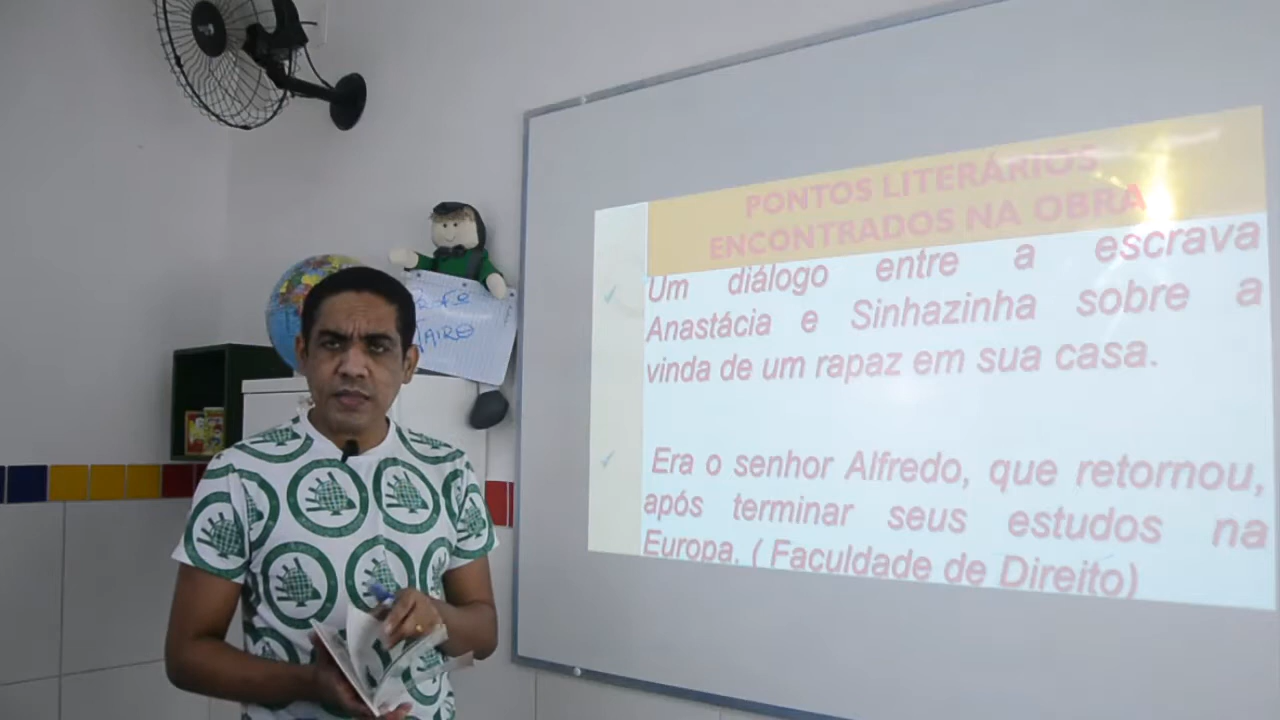 PONTOS LITERÁRIOS
ENCONTRADOS NA OBRA
Um diálogo entre a escrava
Anastácia e Sinhazinha sobre a
vinda de um rapaz em sua casa.
Era o senhor Alfredo, que retornou,
após terminar seus estudos na
Europa. ( Faculdade de Direito)